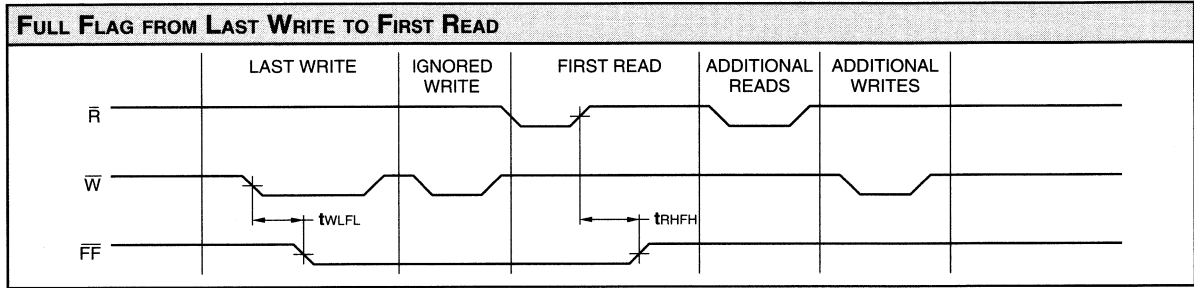 FULL FLAG FROM LAST WRITE TO FIRST READ
LAST WRITE
IGNORED
WRITE
FIRST READ
ADDITIONAL
READS
ADDITIONAL
WRITES
R̅
W̅
tWLFL
tRHFH
F̅F̅